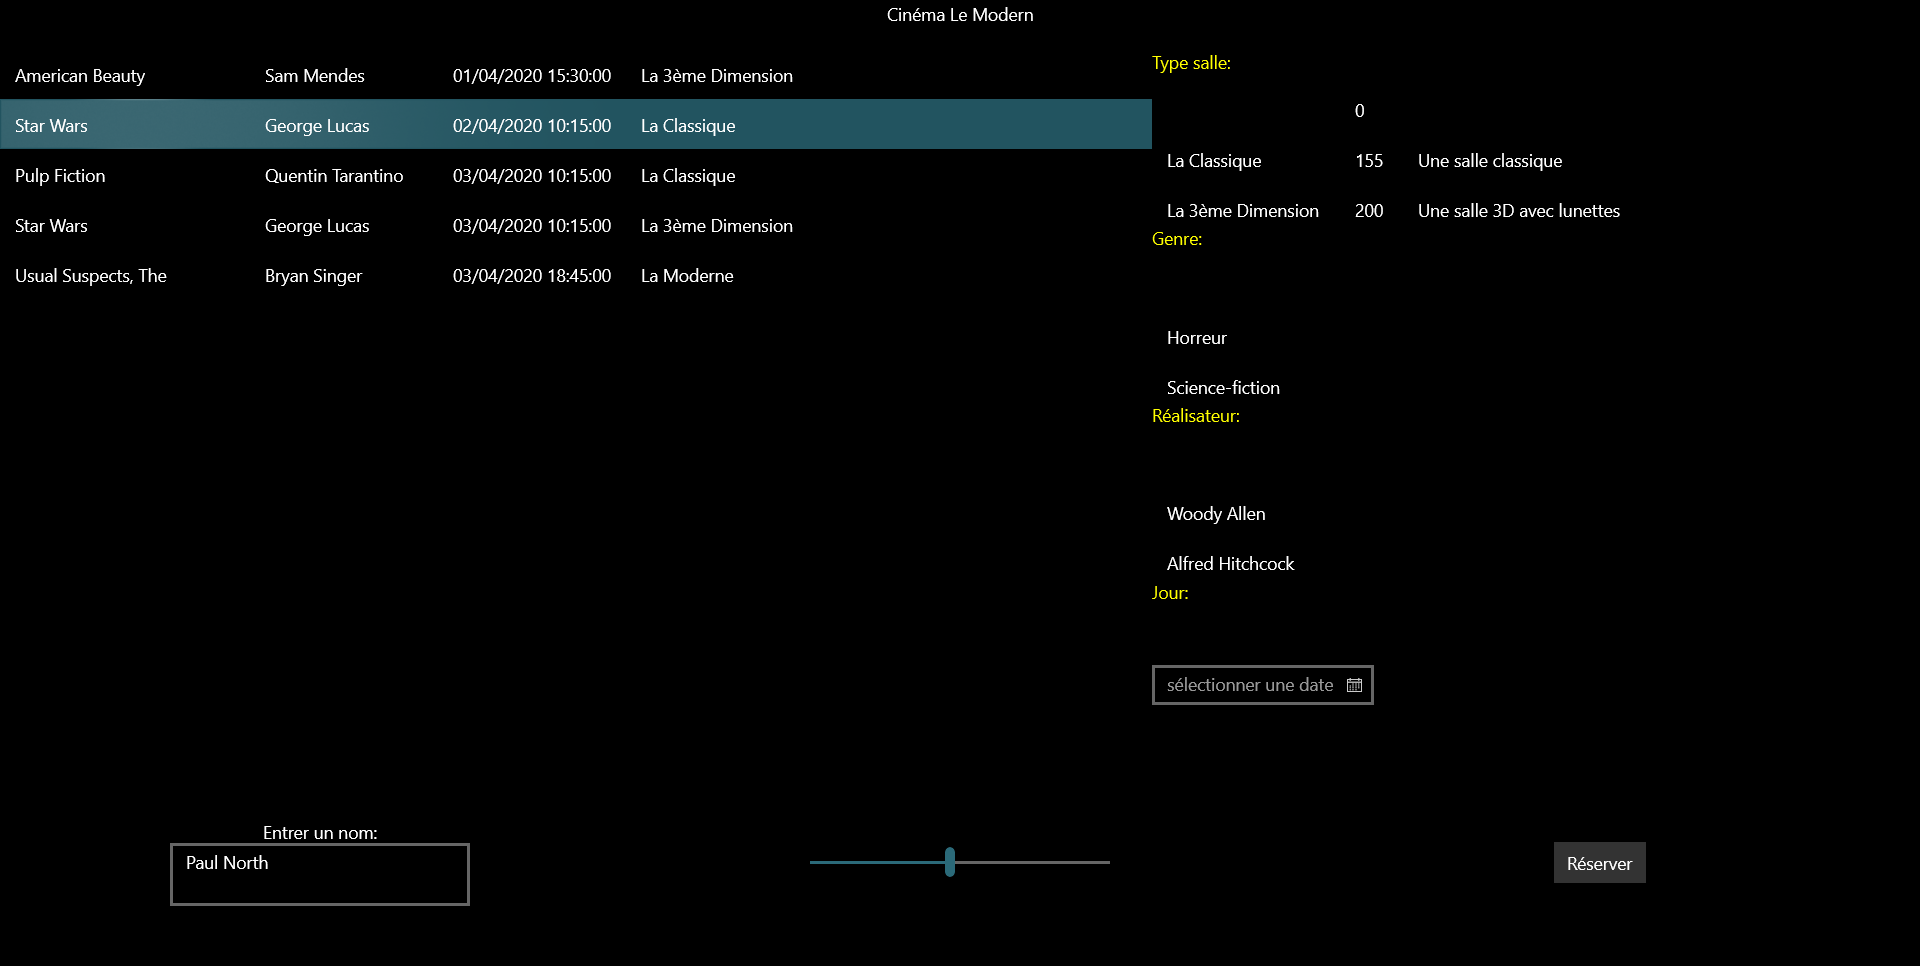 Cinéma Le Modern
American Beauty Sam Mendes 01/04/2020 15:30:00 La 3ème Dimension
Star Wars George Lucas 02/04/2020 10:15:00 La Classique
Pulp Fiction Quentin Tarantino 03/04/2020 10:15:00 La Classique
Star Wars George Lucas 03/04/2020 10:15:00 La 3ème Dimension
Usual Suspects, The Bryan Singer 03/04/2020 18:45:00 La Moderne
Type salle:
0
La Classique 155 Une salle classique
La 3ème Dimension 200 Une salle 3D avec lunettes
Genre:
Horreur
Science-fiction
Réalisateur:
Woody Allen
Alfred Hitchcock
Jour:
sélectionner une date
Entrer un nom:
Paul North
Réserver